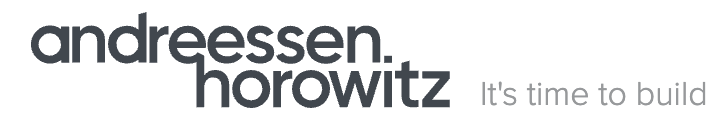 andreessen.
horowitz
It's time to build